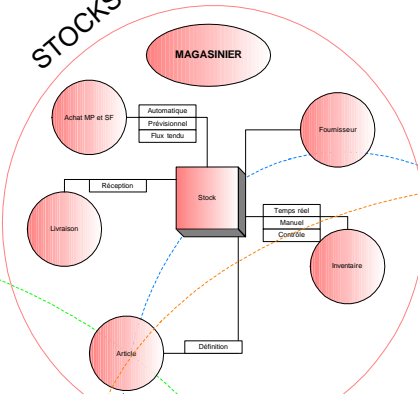 STOCKS
MAGASINIER
Achat MP et SF
Automatique
Prévisionnel
Flux tendu
Fournisseur
Réception
Stock
Livraison
Temps réel
Manuel
Contrôle
Inventaire
Article
Définition